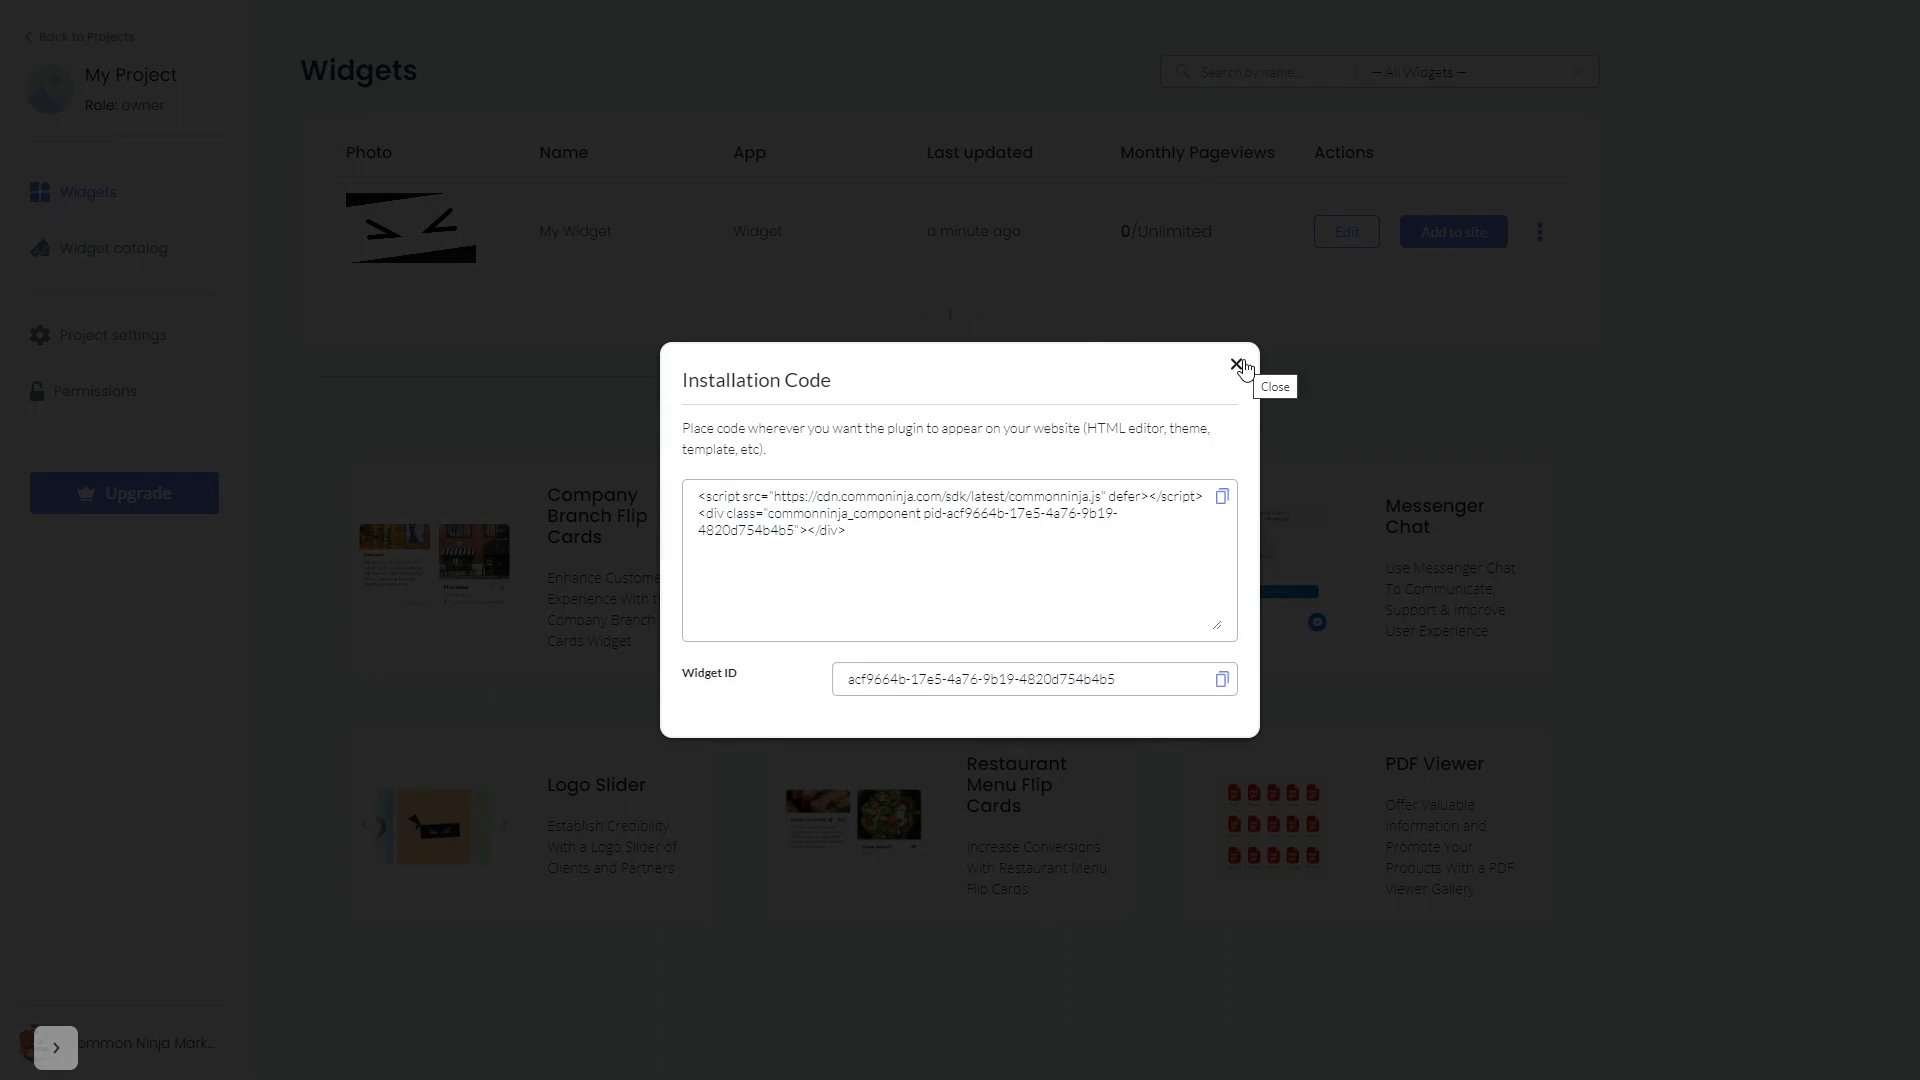 Back to Projects
My Project
Role: owner
Widgets
Widget catalog
Project settings
Permissions
Upgrade
Widgets
Search by name...
— All Widgets —
Photo
Name
App
Last updated
Monthly Pageviews
Actions
My Widget
Widget
a minute ago
0/Unlimited
Edit
Add to site
1
Installation Code
Close
Place code wherever you want the plugin to appear on your website (HTML editor, theme,
template, etc).
<script src="https://cdn.commoninja.com/sdk/latest/commonninja.js" defer></script>
<div class="commonninja_component pid-acf9664b-17e5-4a76-9b19-
4820d754b4b5"></div>
Widget ID
acf9664b-17e5-4a76-9b19-4820d754b4b5
Company
Branch Flip
Cards
Enhance Custome
Experience With
Company Branch
Cards Widget
Messenger
Chat
Use Messenger Chat
To Communicate,
Support & Improve
User Experience
Logo Slider
Establish Credibility
With a Logo Slider of
Clients and Partners
Restaurant
Menu Flip
Cards
Increase Conversions
With Restaurant Menu
Flip Cards
PDF Viewer
Offer Valuable
Information and
Promote Your
Products With a PDF
Viewer Gallery
ommon Ninja Mark...